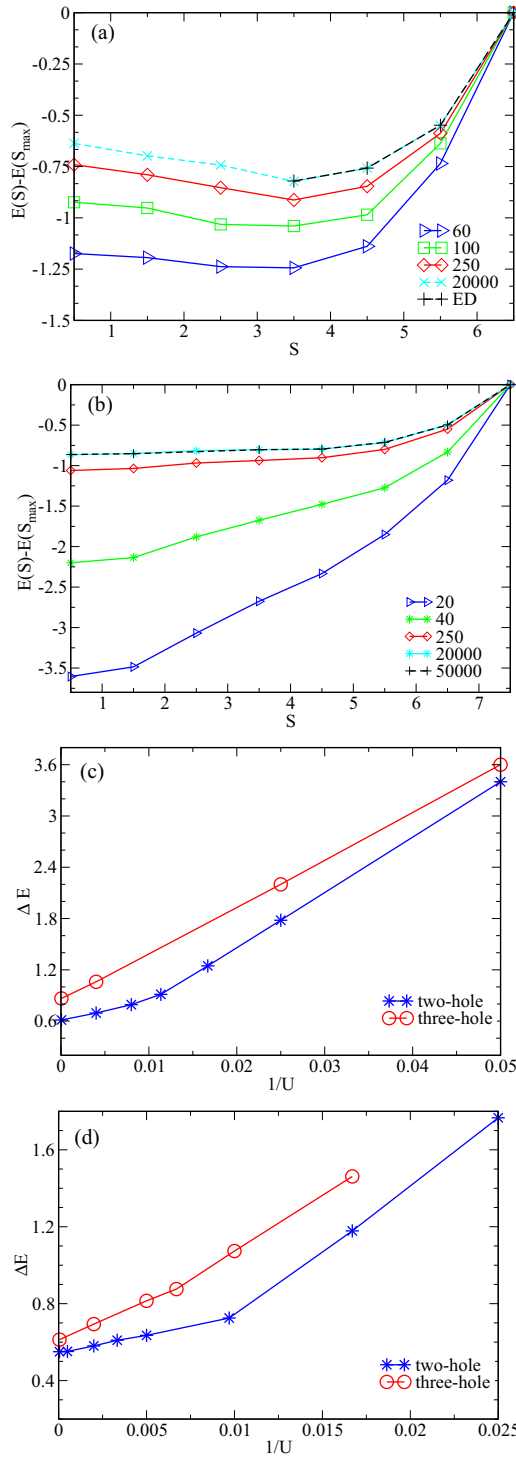 (a)
0
-0.25
-0.5
-0.75
-1
-1.25
-1.5
E(S)-E(Smax)
60
100
250
20000
ED
1 2 3 4 5 6
S
(b)
0
-0.5
-1
-1.5
-2
-2.5
-3
-3.5
E(S)-E(Smax)
20
40
250
20000
50000
1 2 3 4 5 6 7
S
(c)
3.6
3
2.4
1.8
1.2
0.6
Δ E
two-hole
three-hole
0 0.01 0.02 0.03 0.04 0.05
1/U
(d)
1.6
1.2
0.8
0.4
ΔE
two-hole
three-hole
0 0.005 0.01 0.015 0.02 0.025
1/U